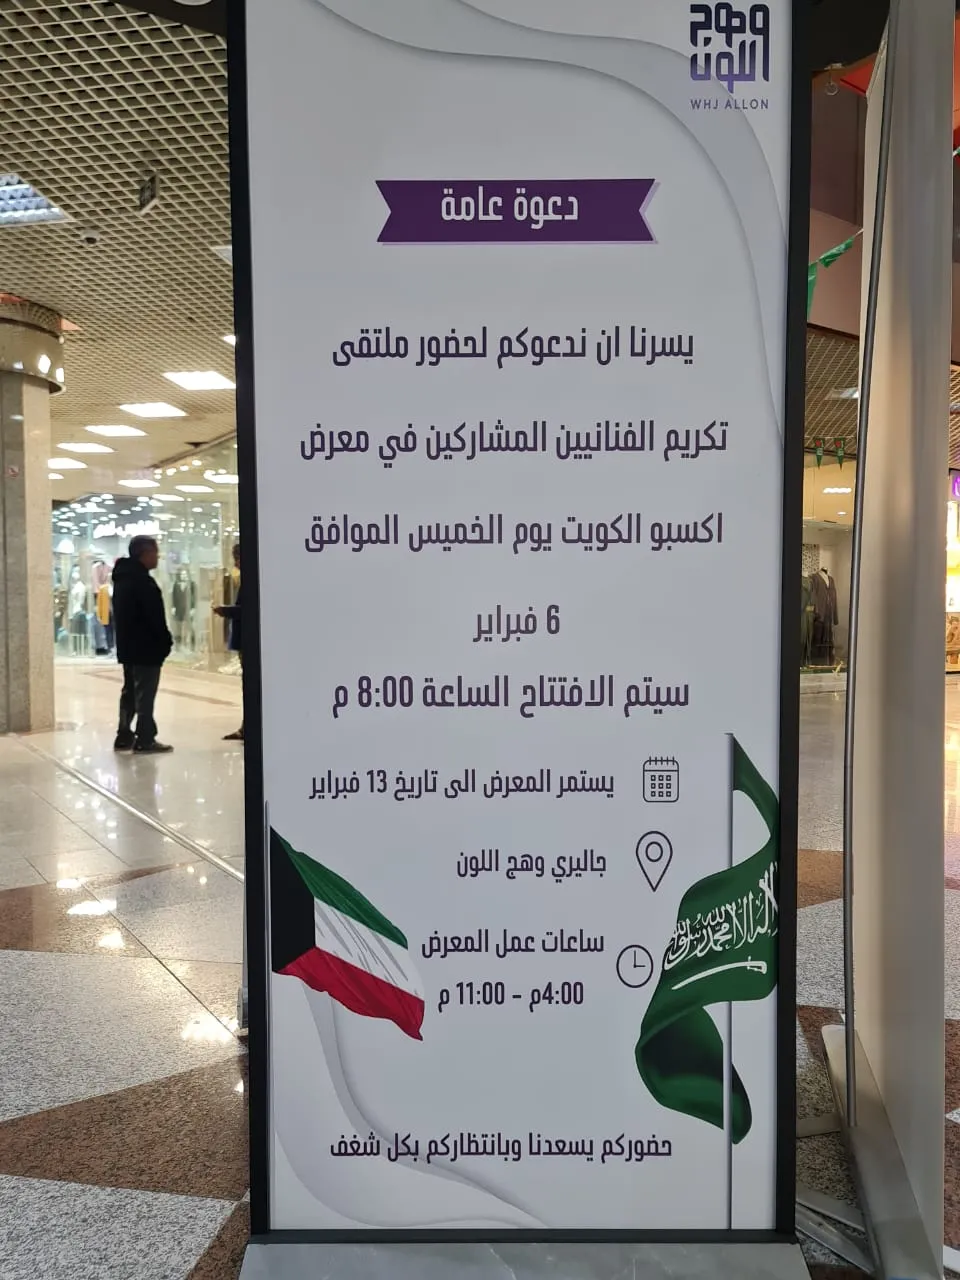 وهج
اللون
WHJ ALLON
دعوة عامة
يسرنا ان ندعوكم لحضور ملتقى
تكريم الفنانيين المشاركين في معرض
اكسبو الكويت يوم الخميس الموافق
6 فبراير
سيتم الافتتاح الساعة 8:00 م
يستمر المعرض الى تاريخ 13 فبراير
جاليري وهج اللون
ساعات عمل المعرض
4:00م - 11:00 م
حضوركم يسعدنا وبانتظاركم بكل شغف